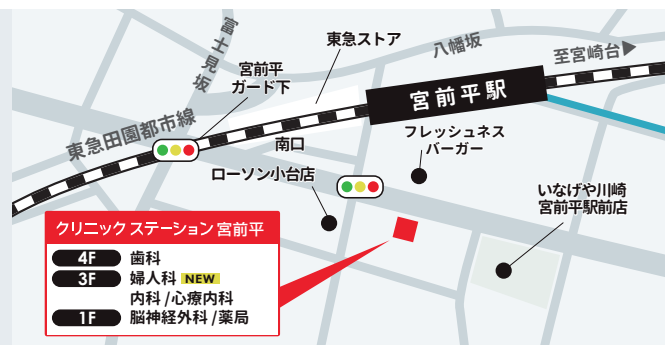 富士見坂
東急ストア
八幡坂
至宮崎台▶
宮前平
ガード下
宮前平駅
東急田園都市線
南口
フレッシュネス
バーガー
ローソン小台店
いなげや川崎
宮前平駅前店
クリニックステーション宮前平
4F 歯科
3F 婦人科 NEW
内科/心療内科
1F 脳神経外科/薬局